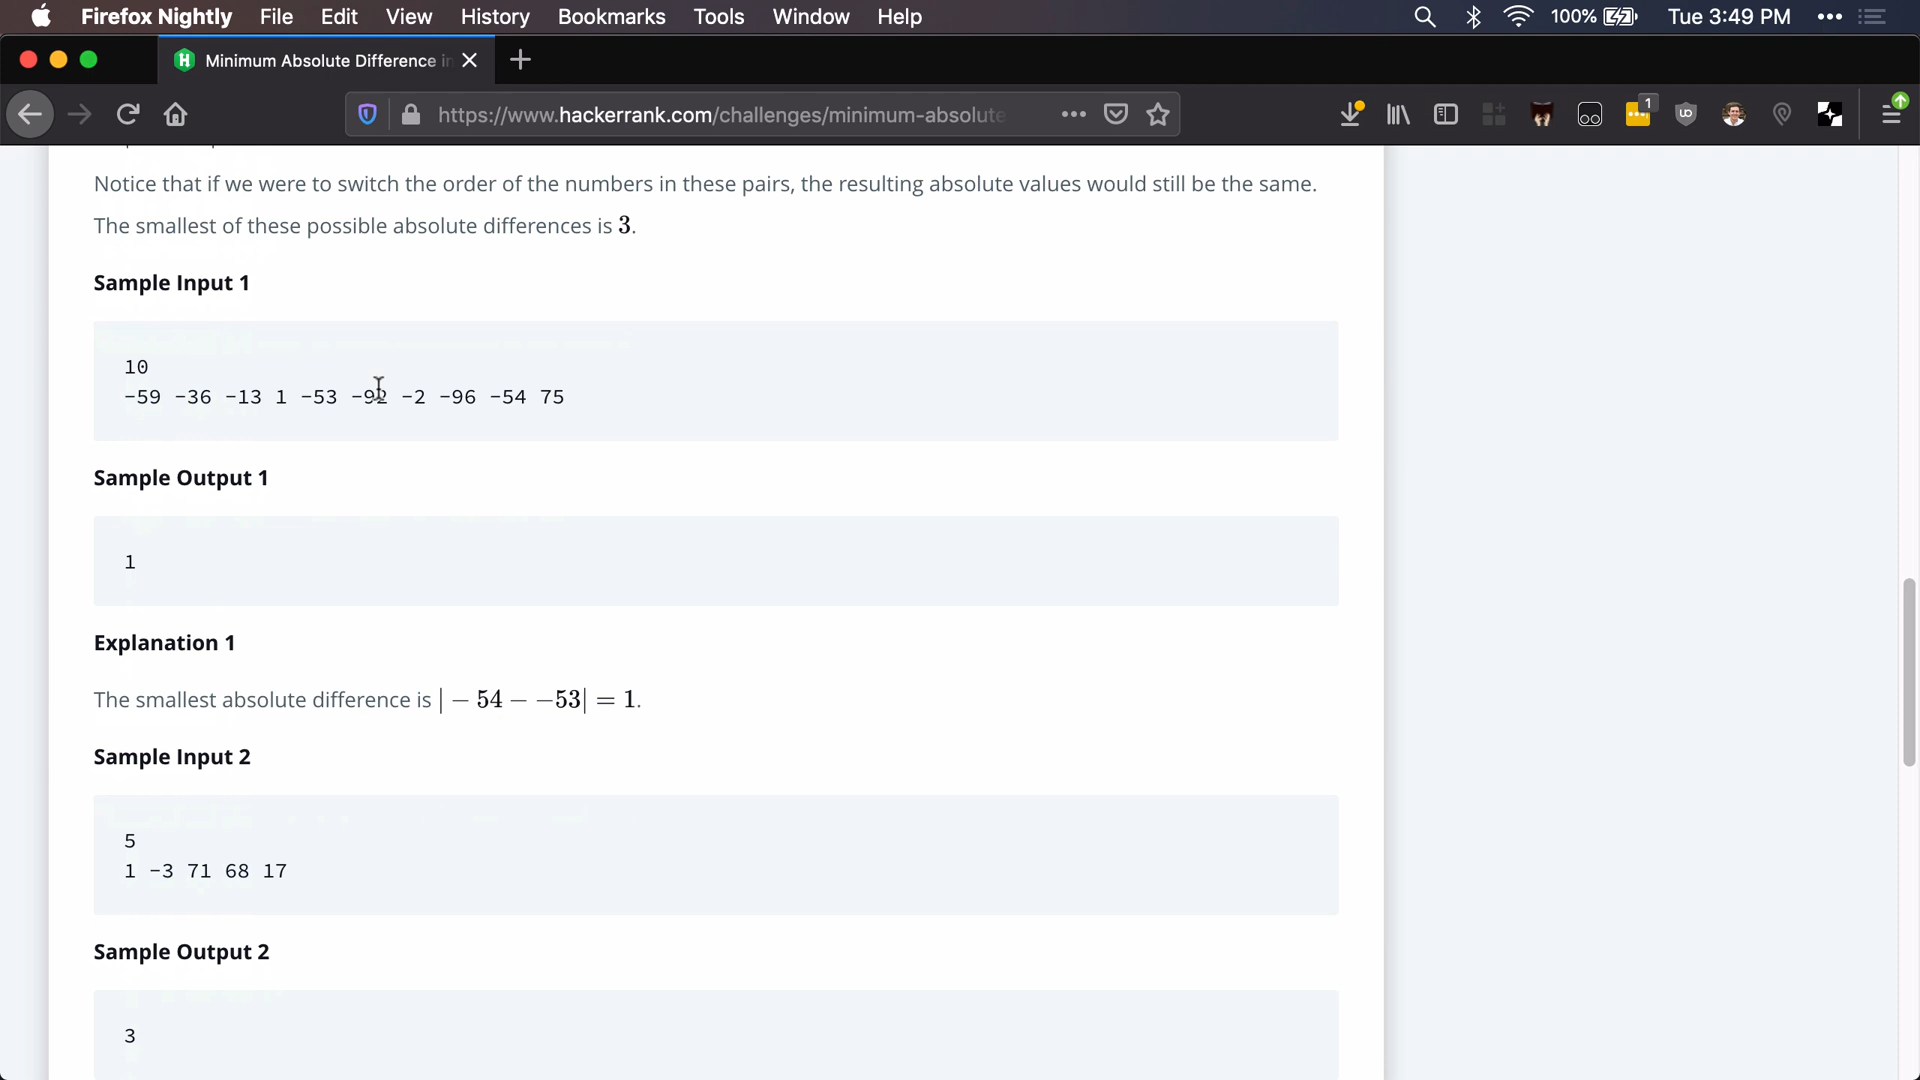 Firefox Nightly File Edit View History Bookmarks Tools Window Help 100% Tue 3:49 PM
Minimum Absolute Difference in
https://www.hackerrank.com/challenges/minimum-absolute 1
Notice that if we were to switch the order of the numbers in these pairs, the resulting absolute values would still be the same.
The smallest of these possible absolute differences is 3.
Sample Input 1
10
-59 -36 -13 1 -53 -92 -2 -96 -54 75
Sample Output 1
1
Explanation 1
The smallest absolute difference is |− 54 − −53| = 1.
Sample Input 2
5
1 -3 71 68 17
Sample Output 2
3